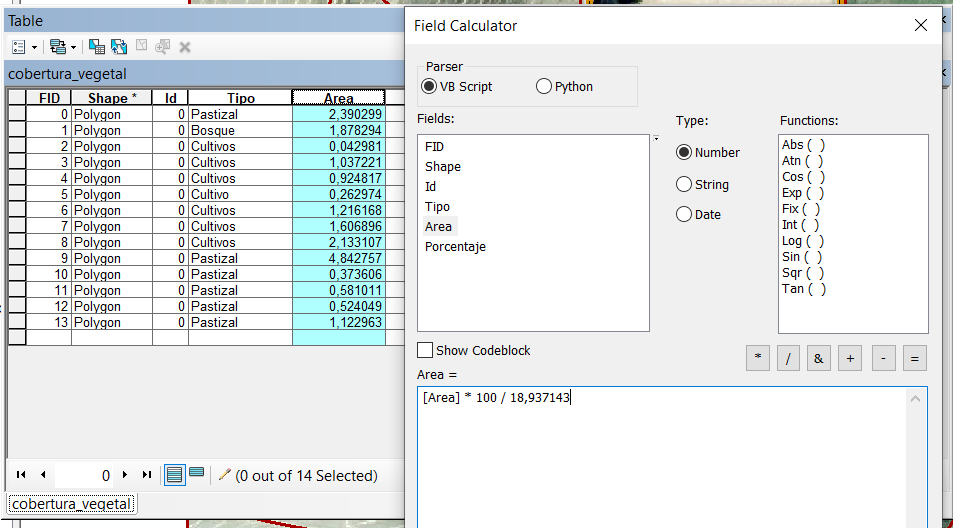 Table
cobertura_vegetal
FID Shape * Id Tipo Area
0 Polygon 0 Pastizal 2,390299
1 Polygon 0 Bosque 1,878294
2 Polygon 0 Cultivos 0,042981
3 Polygon 0 Cultivos 1,037221
4 Polygon 0 Cultivos 0,924817
5 Polygon 0 Cultivo 0,262974
6 Polygon 0 Cultivos 1,216168
7 Polygon 0 Cultivos 1,606896
8 Polygon 0 Cultivos 2,133107
9 Polygon 0 Pastizal 4,842757
10 Polygon 0 Pastizal 0,373606
11 Polygon 0 Pastizal 0,581011
12 Polygon 0 Pastizal 0,524049
13 Polygon 0 Pastizal 1,122963
0 (0 out of 14 Selected)
cobertura_vegetal
Field Calculator
Parser
VB Script Python
Fields:
FID
Shape
Id
Tipo
Area
Porcentaje
Type:
Number
String
Date
Functions:
Abs ( )
Atn ( )
Cos ( )
Exp ( )
Fix ( )
Int ( )
Log ( )
Sin ( )
Sqr ( )
Tan ( )
Show Codeblock
* / & + - =
Area =
[Area] * 100 / 18,937143